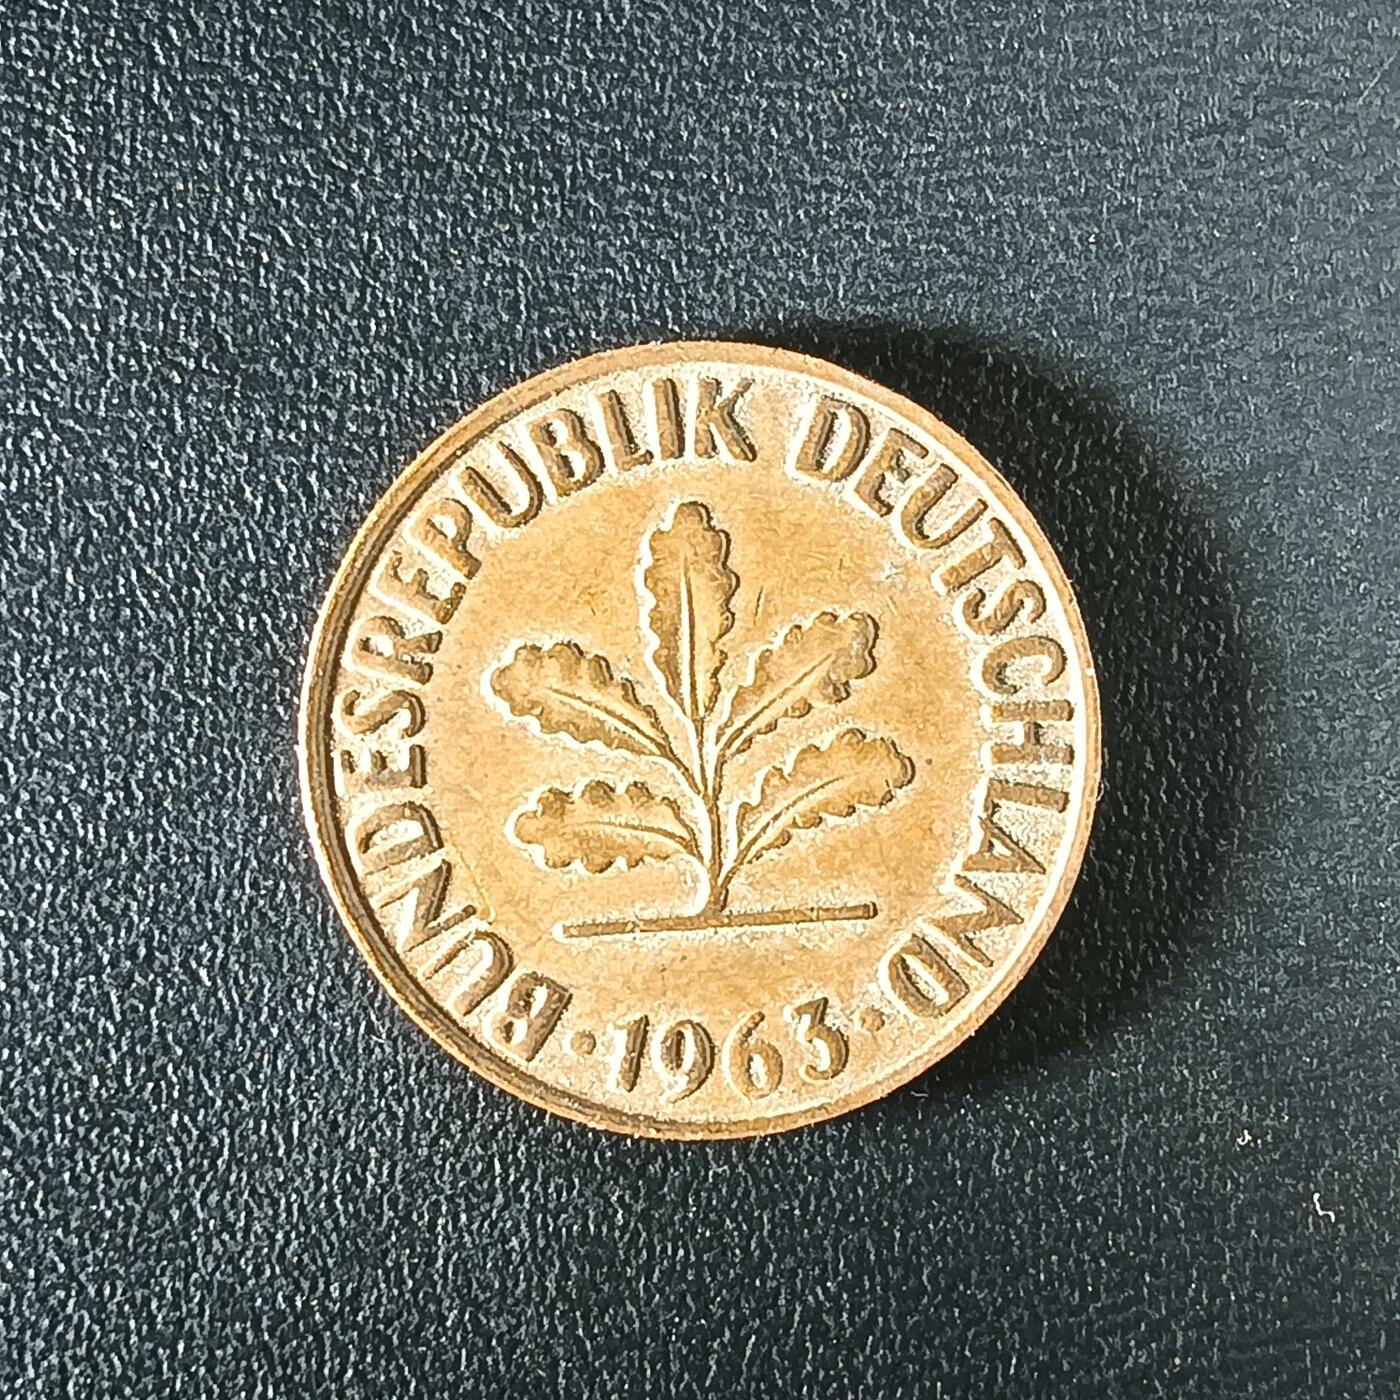 BUNDESREPUBLIK DEUTSCHLAND
· 1963 ·